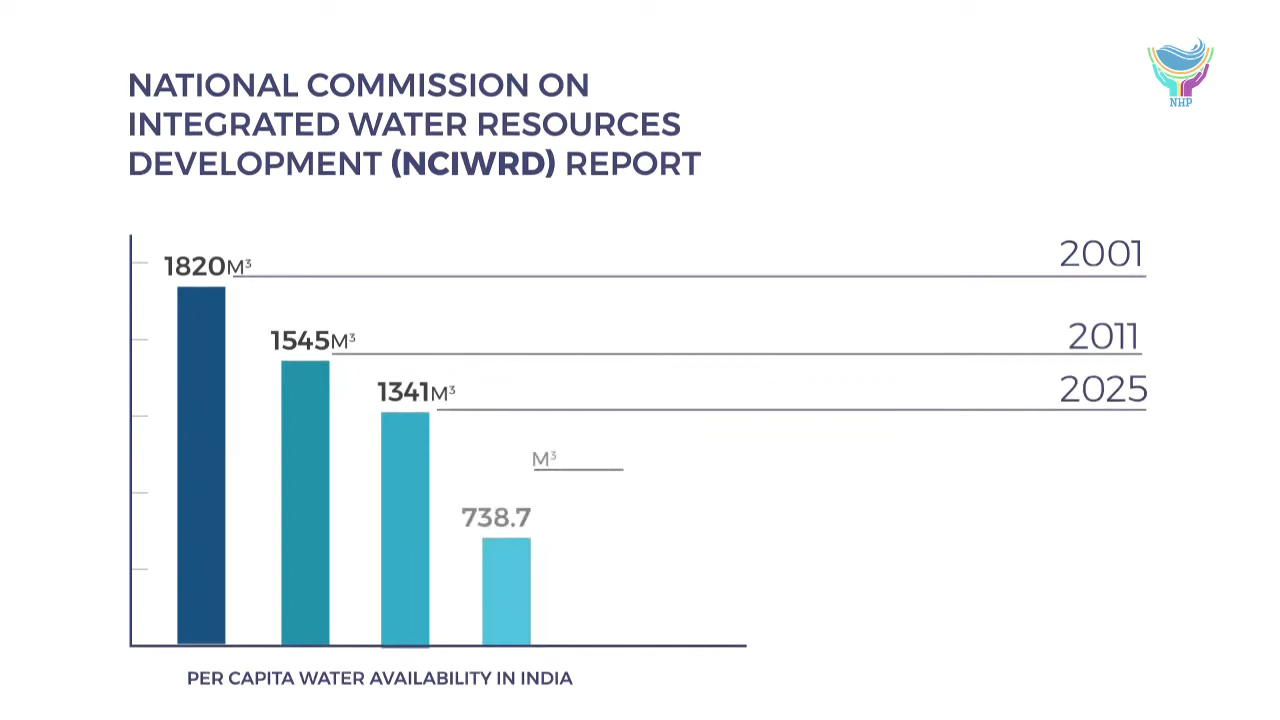 NHP
NATIONAL COMMISSION ON
INTEGRATED WATER RESOURCES
DEVELOPMENT (NCIWRD) REPORT
1820M³
2001
1545M³
2011
1341M³
2025
M³
738.7
PER CAPITA WATER AVAILABILITY IN INDIA